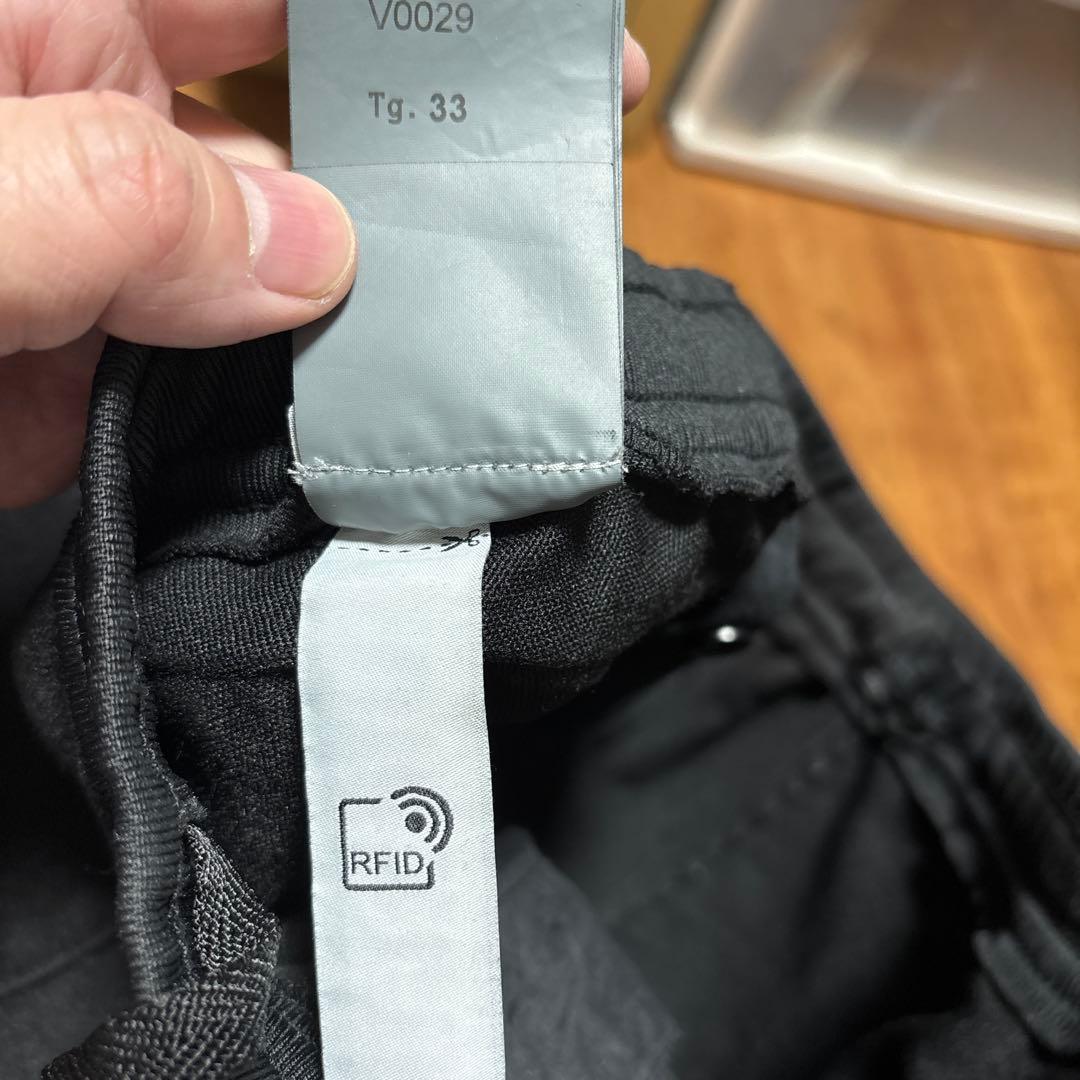 V0029
Tg. 33
RFID